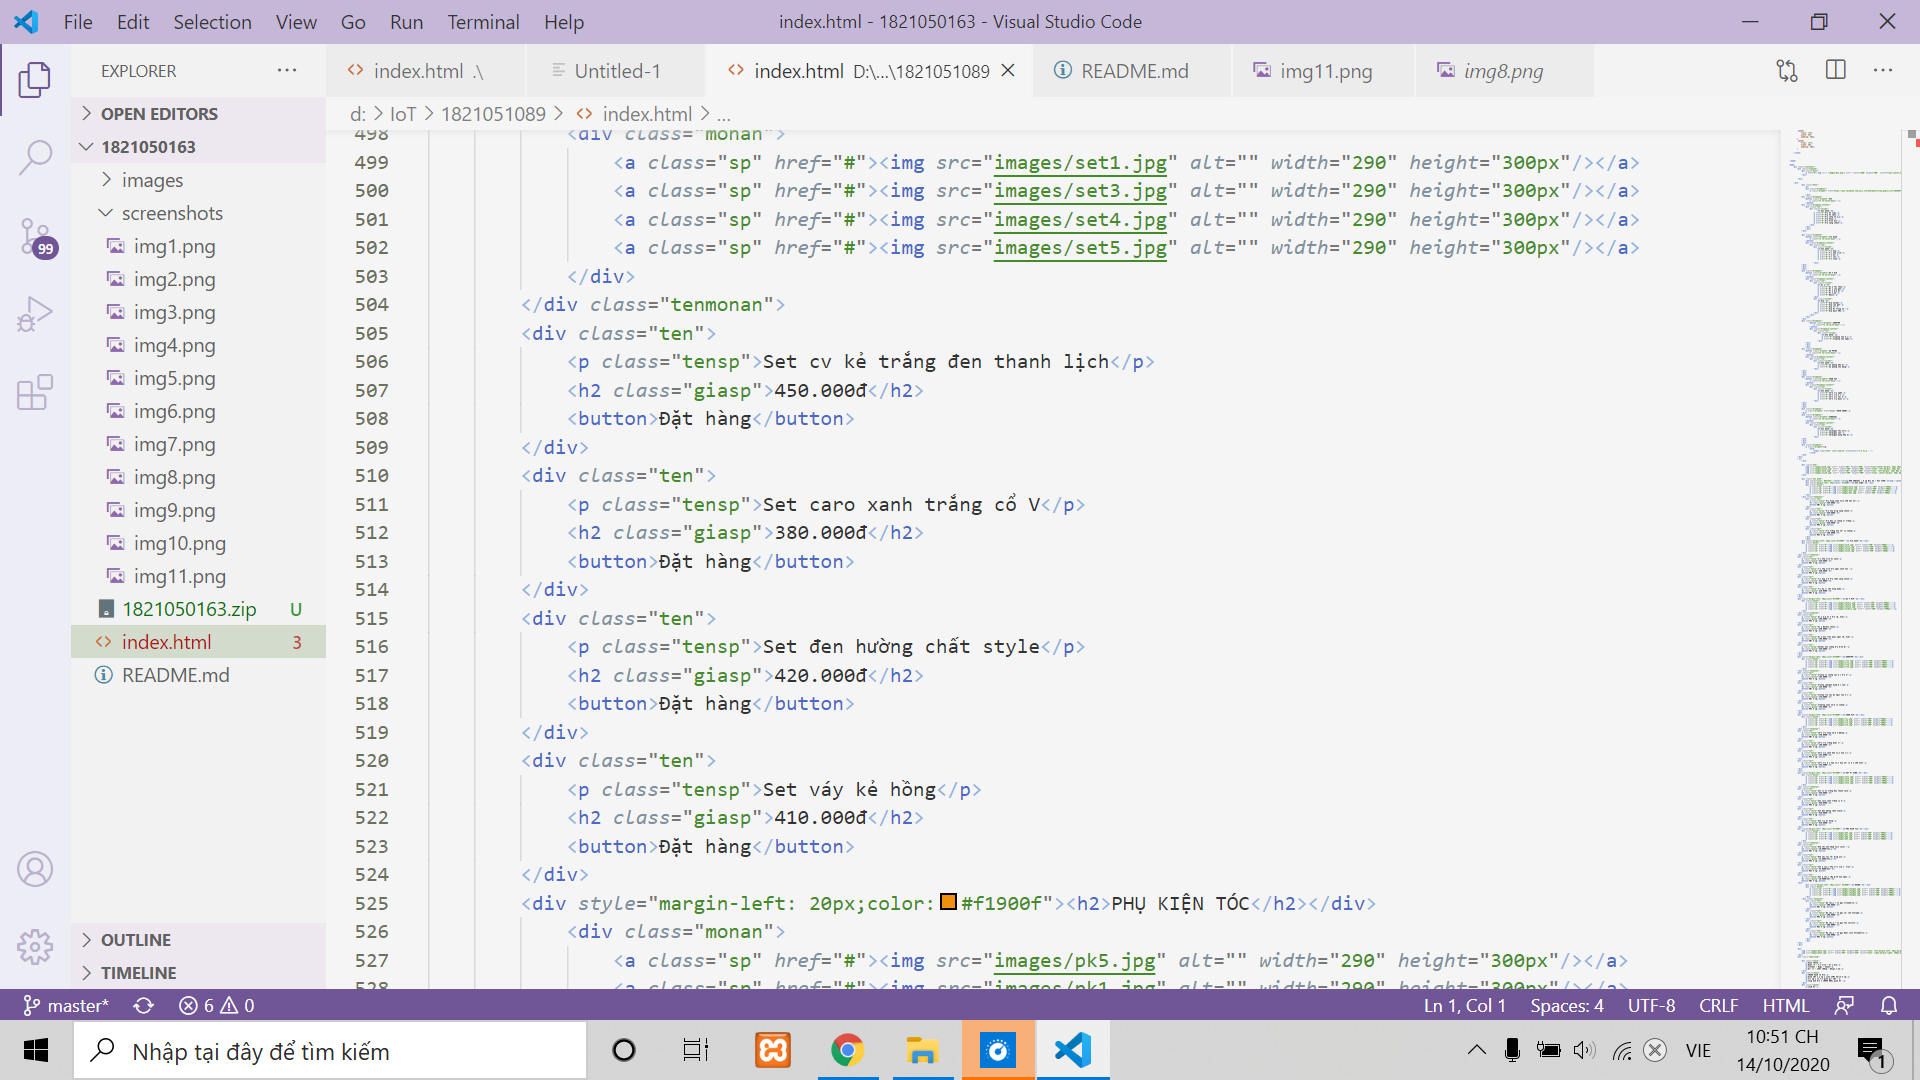 File Edit Selection View Go Run Terminal Help index.html - 1821050163 - Visual Studio Code
EXPLORER ··· <> index.html .\ Untitled-1 <> index.html D:\...\1821051089 README.md img11.png img8.png ···
d: > IoT > 1821051089 > <> index.html > ...
OPEN EDITORS
1821050163
images
screenshots
img1.png
img2.png
img3.png
img4.png
img5.png
img6.png
img7.png
img8.png
img9.png
img10.png
img11.png
1821050163.zip U
<> index.html 3
README.md
OUTLINE
TIMELINE
99
498 <div class="monan">
499 <a class="sp" href="#"><img src="images/set1.jpg" alt="" width="290" height="300px"/></a>
500 <a class="sp" href="#"><img src="images/set3.jpg" alt="" width="290" height="300px"/></a>
501 <a class="sp" href="#"><img src="images/set4.jpg" alt="" width="290" height="300px"/></a>
502 <a class="sp" href="#"><img src="images/set5.jpg" alt="" width="290" height="300px"/></a>
503 </div>
504 </div class="tenmonan">
505 <div class="ten">
506 <p class="tensp">Set cv kẻ trắng đen thanh lịch</p>
507 <h2 class="giasp">450.000đ</h2>
508 <button>Đặt hàng</button>
509 </div>
510 <div class="ten">
511 <p class="tensp">Set caro xanh trắng cổ V</p>
512 <h2 class="giasp">380.000đ</h2>
513 <button>Đặt hàng</button>
514 </div>
515 <div class="ten">
516 <p class="tensp">Set đen hường chất style</p>
517 <h2 class="giasp">420.000đ</h2>
518 <button>Đặt hàng</button>
519 </div>
520 <div class="ten">
521 <p class="tensp">Set váy kẻ hồng</p>
522 <h2 class="giasp">410.000đ</h2>
523 <button>Đặt hàng</button>
524 </div>
525 <div style="margin-left: 20px;color:#f1900f"><h2>PHỤ KIỆN TÓC</h2></div>
526 <div class="monan">
527 <a class="sp" href="#"><img src="images/pk5.jpg" alt="" width="290" height="300px"/></a>
528 <a class="sp" href="#"><img src="images/pk1.jpg" alt="" width="290" height="300px"/></a>
master* 6 0 Ln 1, Col 1 Spaces: 4 UTF-8 CRLF HTML
Nhập tại đây để tìm kiếm VIE 10:51 CH
14/10/2020 1